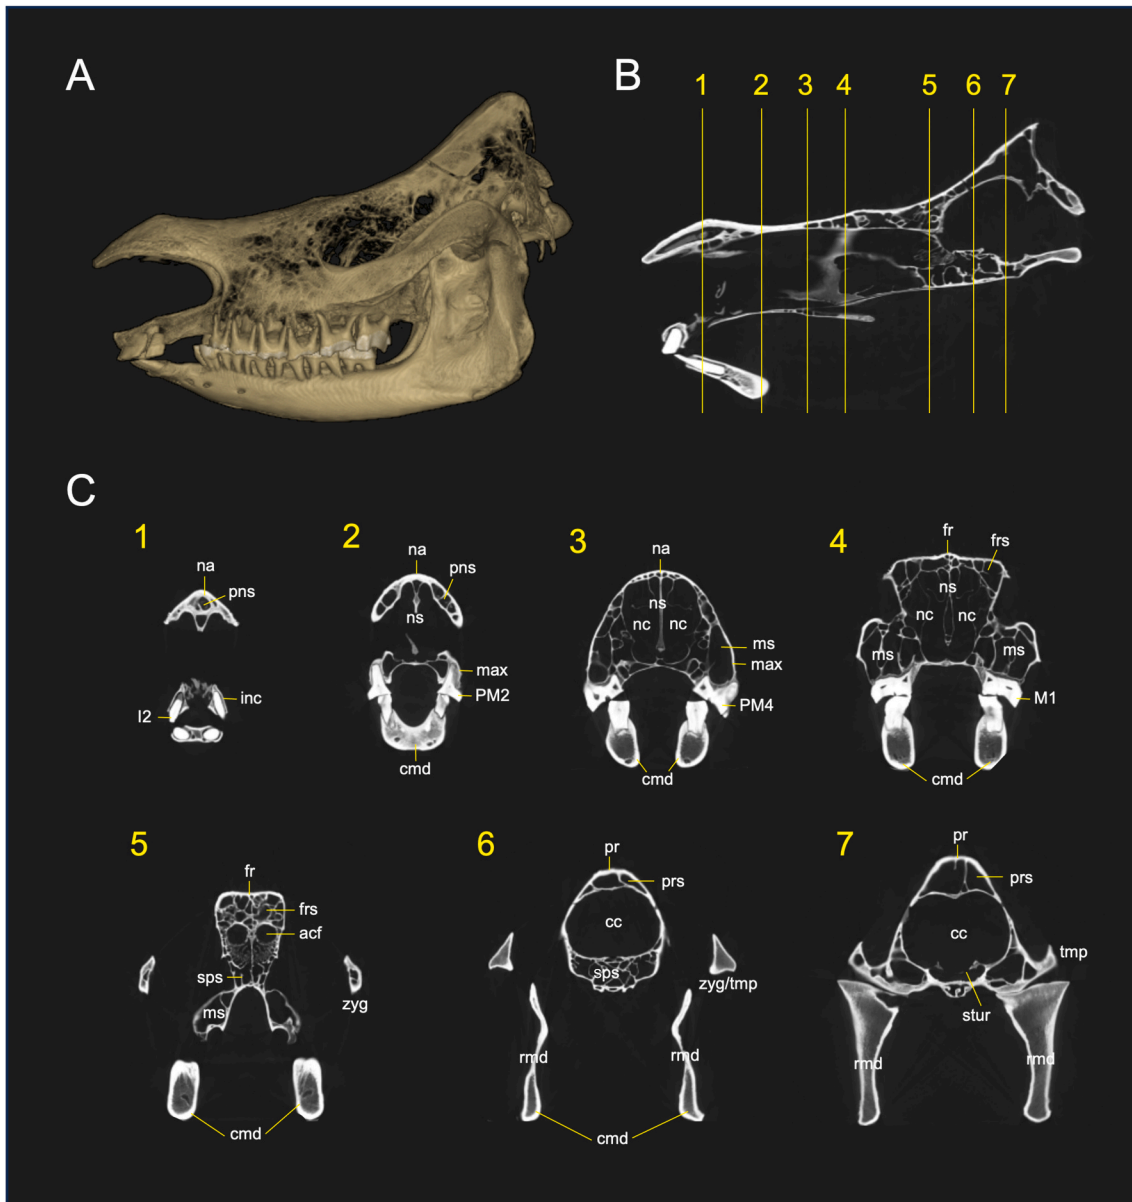 A
B
1 2 3 4 5 6 7
C
1
na
pns
inc
I2
2
na
pns
ns
max
PM2
cmd
3
na
ns
nc nc
ms
max
PM4
cmd
4
fr
frs
ns
nc nc
ms ms
M1
cmd
5
fr
frs
acf
sps
ms
zyg
cmd
6
pr
prs
cc
sps
zyg/tmp
rmd rmd
cmd
7
pr
prs
cc
tmp
stur
rmd rmd